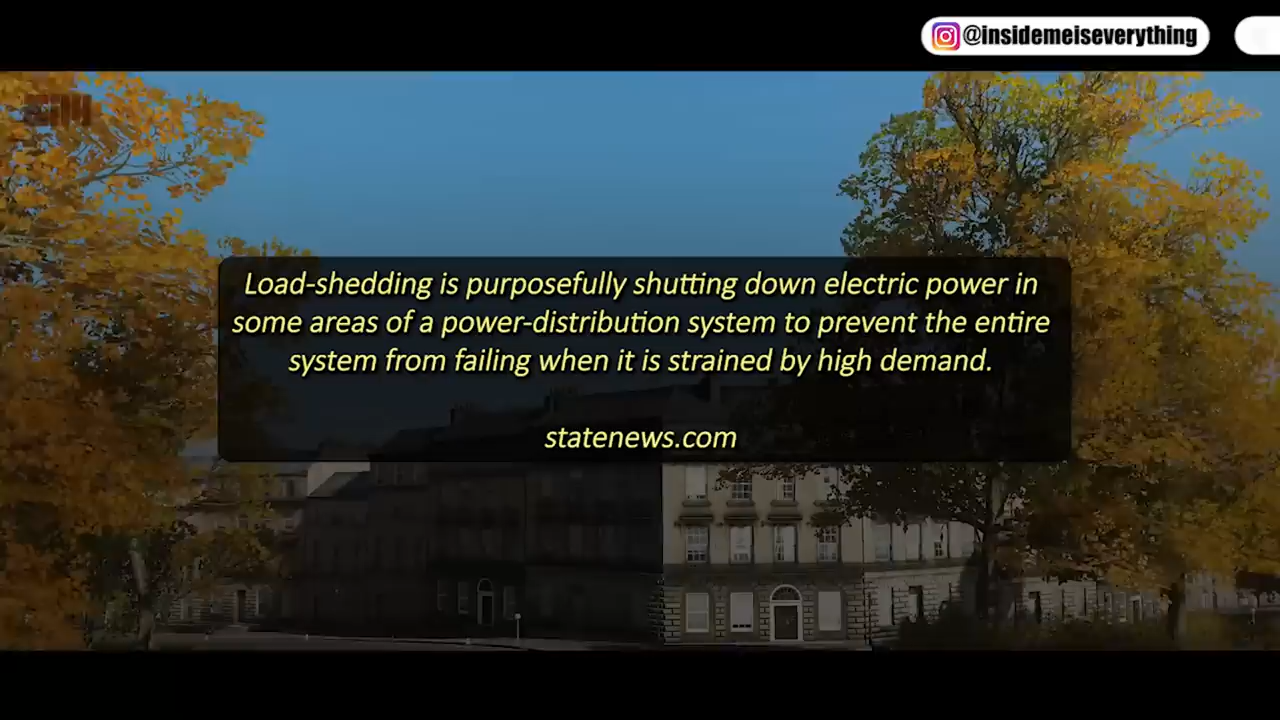 @insidemeiseverything
Load-shedding is purposefully shutting down electric power in
some areas of a power-distribution system to prevent the entire
system from failing when it is strained by high demand.
statenews.com